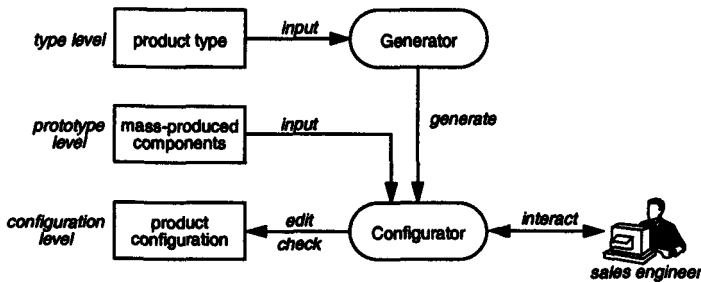 type level
product type
input
Generator
generate
prototype
level
mass-produced
components
input
configuration
level
product
configuration
edit
check
Configurator
interact
sales engineer